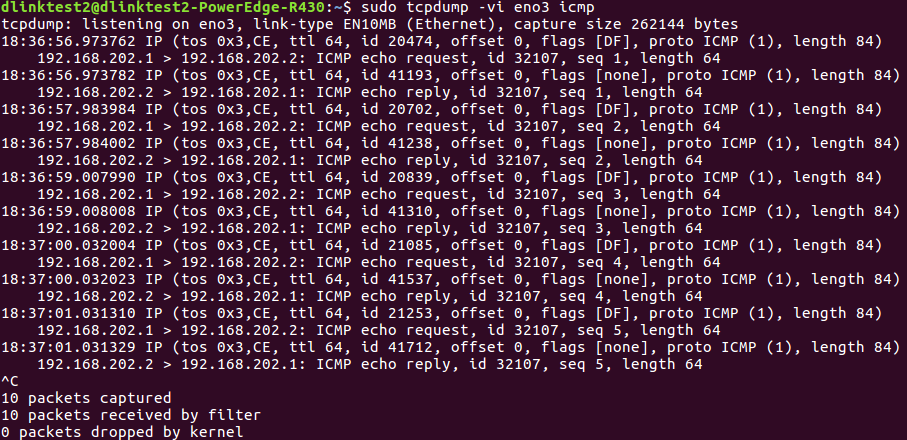 dlinktest2@dlinktest2-PowerEdge-R430:~$ sudo tcpdump -vi eno3 icmp
tcpdump: listening on eno3, link-type EN10MB (Ethernet), capture size 262144 bytes
18:36:56.973762 IP (tos 0x3,CE, ttl 64, id 20474, offset 0, flags [DF], proto ICMP (1), length 84)
    192.168.202.1 > 192.168.202.2: ICMP echo request, id 32107, seq 1, length 64
18:36:56.973782 IP (tos 0x3,CE, ttl 64, id 41193, offset 0, flags [none], proto ICMP (1), length 84)
    192.168.202.2 > 192.168.202.1: ICMP echo reply, id 32107, seq 1, length 64
18:36:57.983984 IP (tos 0x3,CE, ttl 64, id 20702, offset 0, flags [DF], proto ICMP (1), length 84)
    192.168.202.1 > 192.168.202.2: ICMP echo request, id 32107, seq 2, length 64
18:36:57.984002 IP (tos 0x3,CE, ttl 64, id 41238, offset 0, flags [none], proto ICMP (1), length 84)
    192.168.202.2 > 192.168.202.1: ICMP echo reply, id 32107, seq 2, length 64
18:36:59.007990 IP (tos 0x3,CE, ttl 64, id 20839, offset 0, flags [DF], proto ICMP (1), length 84)
    192.168.202.1 > 192.168.202.2: ICMP echo request, id 32107, seq 3, length 64
18:36:59.008008 IP (tos 0x3,CE, ttl 64, id 41310, offset 0, flags [none], proto ICMP (1), length 84)
    192.168.202.2 > 192.168.202.1: ICMP echo reply, id 32107, seq 3, length 64
18:37:00.032004 IP (tos 0x3,CE, ttl 64, id 21085, offset 0, flags [DF], proto ICMP (1), length 84)
    192.168.202.1 > 192.168.202.2: ICMP echo request, id 32107, seq 4, length 64
18:37:00.032023 IP (tos 0x3,CE, ttl 64, id 41537, offset 0, flags [none], proto ICMP (1), length 84)
    192.168.202.2 > 192.168.202.1: ICMP echo reply, id 32107, seq 4, length 64
18:37:01.031310 IP (tos 0x3,CE, ttl 64, id 21253, offset 0, flags [DF], proto ICMP (1), length 84)
    192.168.202.1 > 192.168.202.2: ICMP echo request, id 32107, seq 5, length 64
18:37:01.031329 IP (tos 0x3,CE, ttl 64, id 41712, offset 0, flags [none], proto ICMP (1), length 84)
    192.168.202.2 > 192.168.202.1: ICMP echo reply, id 32107, seq 5, length 64
^C
10 packets captured
10 packets received by filter
0 packets dropped by kernel